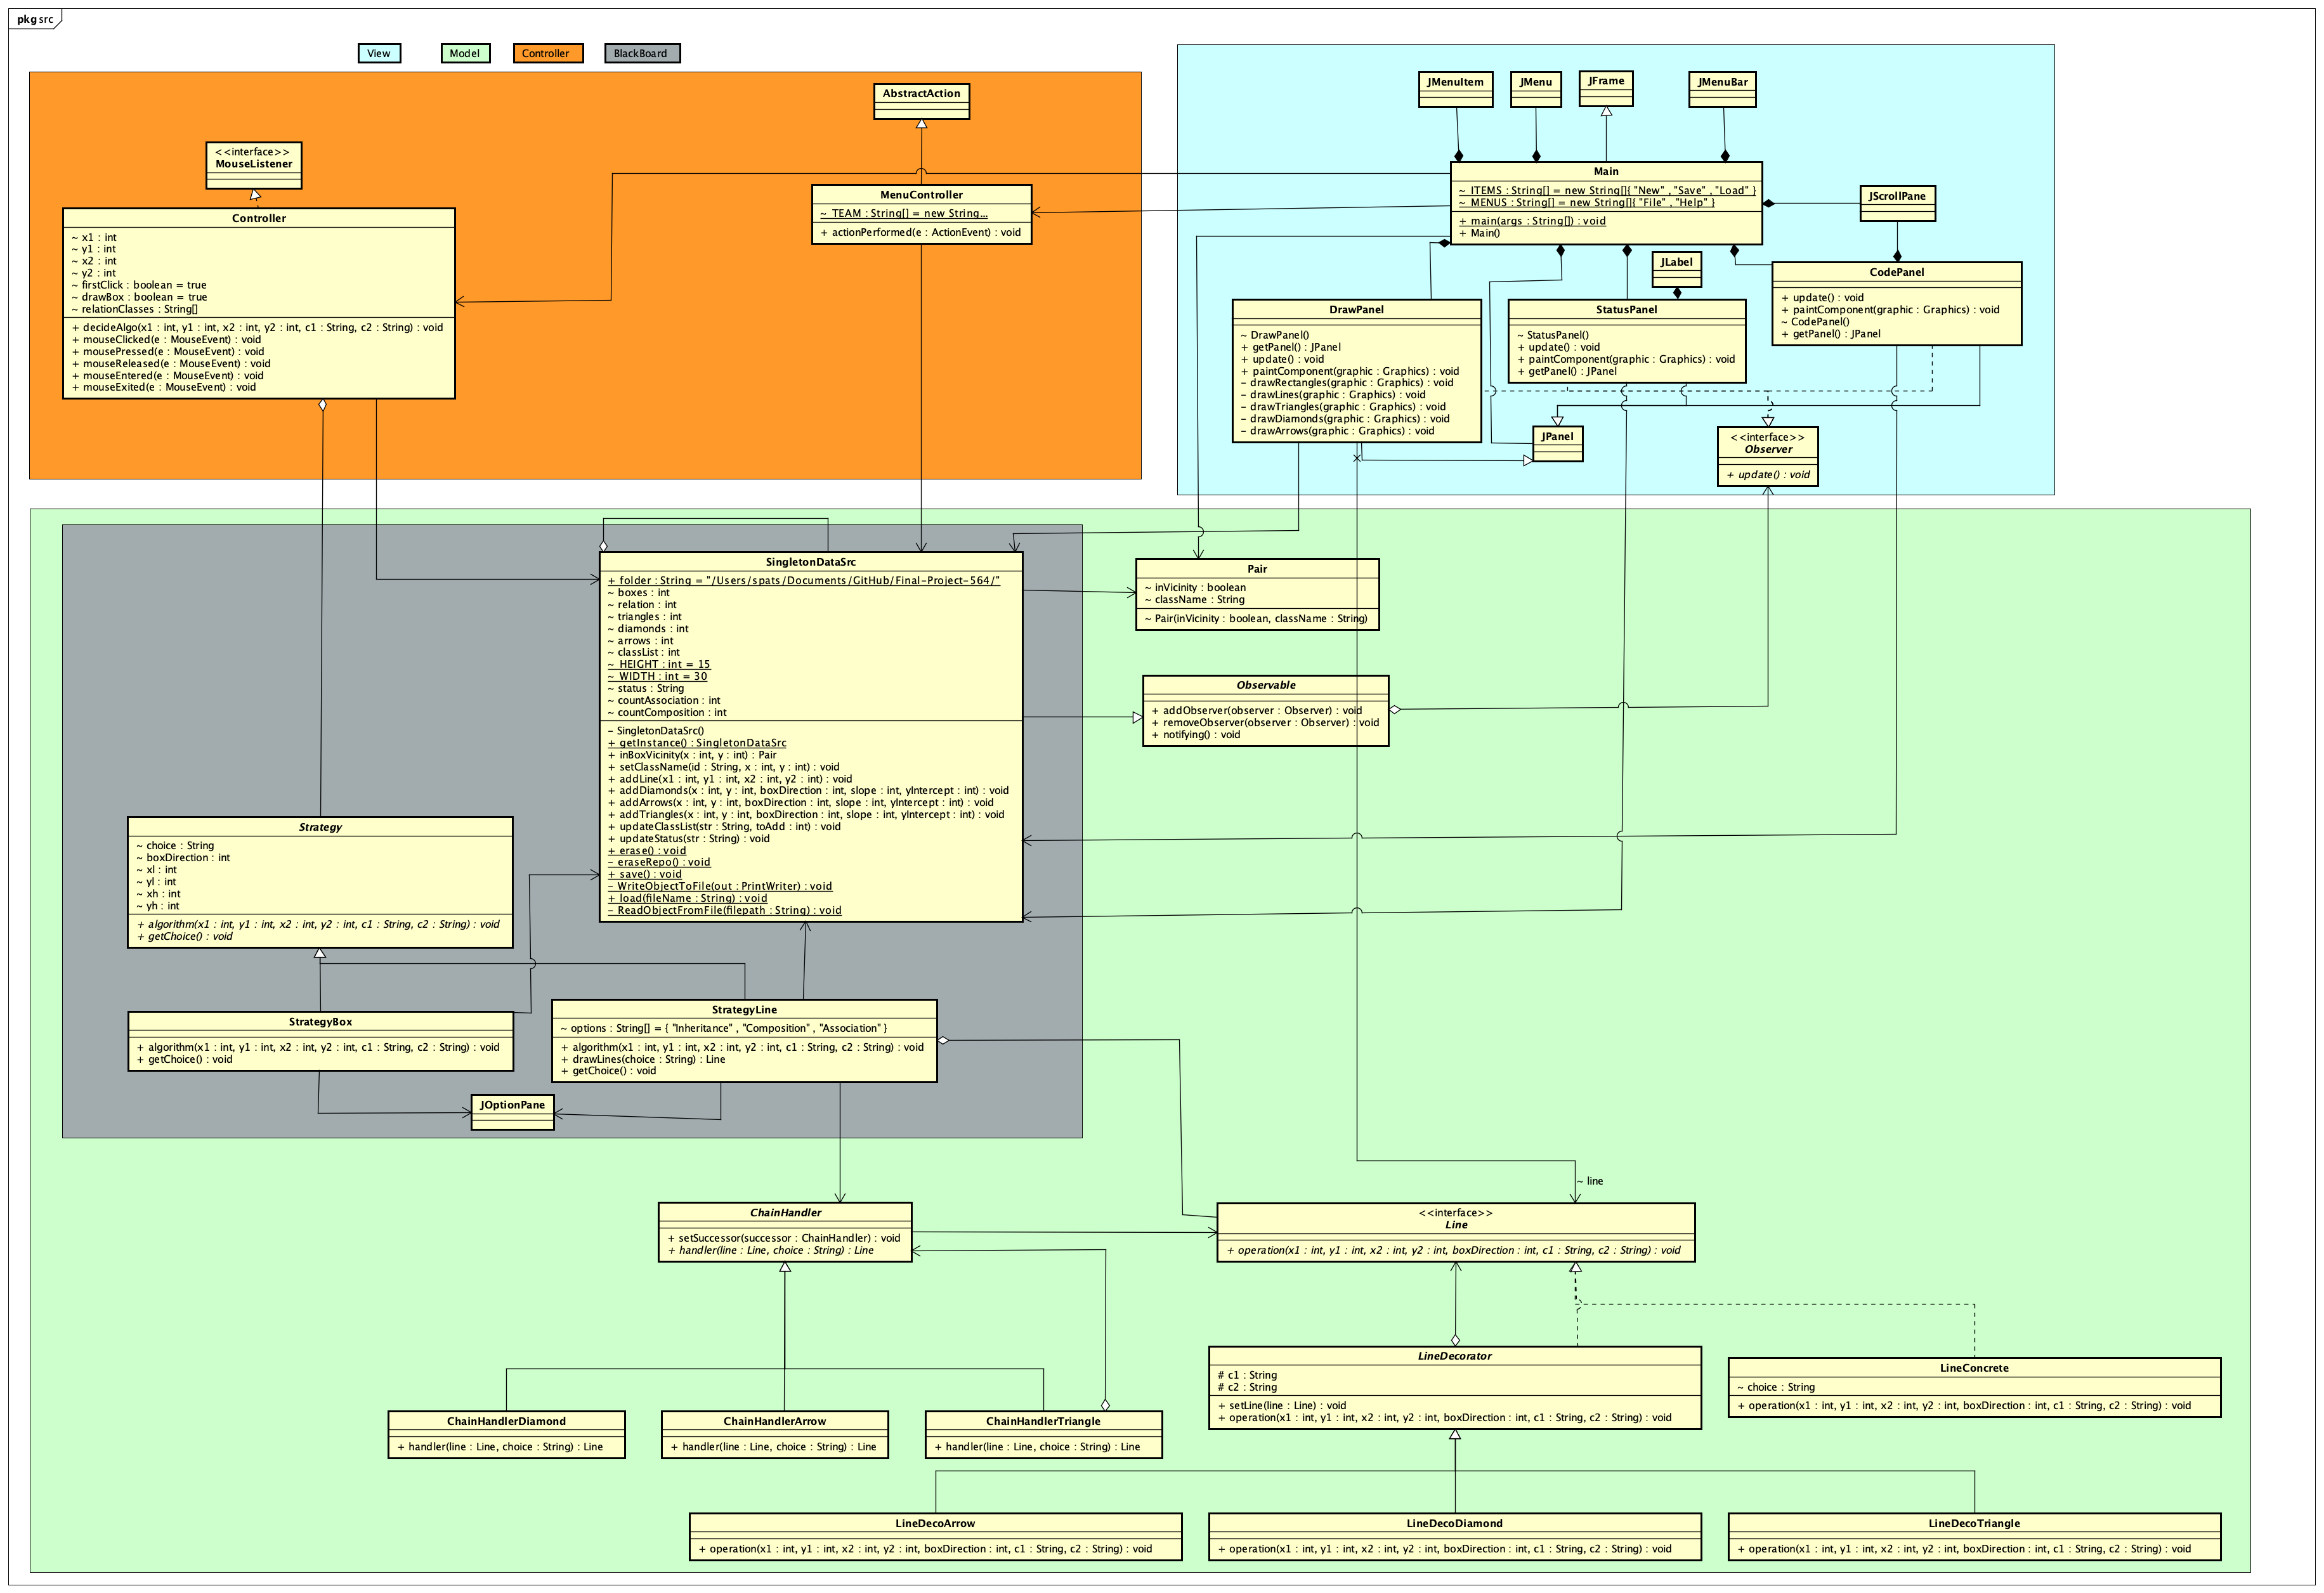 pkg src
View
Model
Controller
BlackBoard
AbstractAction
<<interface>>
MouseListener
Controller
~ x1 : int
~ y1 : int
~ x2 : int
~ y2 : int
~ firstClick : boolean = true
~ drawBox : boolean = true
~ relationClasses : String[]
+ decideAlgo(x1 : int, y1 : int, x2 : int, y2 : int, c1 : String, c2 : String) : void
+ mouseClicked(e : MouseEvent) : void
+ mousePressed(e : MouseEvent) : void
+ mouseReleased(e : MouseEvent) : void
+ mouseEntered(e : MouseEvent) : void
+ mouseExited(e : MouseEvent) : void
MenuController
~ TEAM : String[] = new String...
+ actionPerformed(e : ActionEvent) : void
JMenuItem
JMenu
JFrame
JMenuBar
Main
~ ITEMS : String[] = new String[]{ "New" , "Save" , "Load" }
~ MENUS : String[] = new String[]{ "File" , "Help" }
+ main(args : String[]) : void
+ Main()
JScrollPane
JLabel
CodePanel
+ update() : void
+ paintComponent(graphic : Graphics) : void
~ CodePanel()
+ getPanel() : JPanel
DrawPanel
~ DrawPanel()
+ getPanel() : JPanel
+ update() : void
+ paintComponent(graphic : Graphics) : void
- drawRectangles(graphic : Graphics) : void
- drawLines(graphic : Graphics) : void
- drawTriangles(graphic : Graphics) : void
- drawDiamonds(graphic : Graphics) : void
- drawArrows(graphic : Graphics) : void
StatusPanel
~ StatusPanel()
+ update() : void
+ paintComponent(graphic : Graphics) : void
+ getPanel() : JPanel
JPanel
<<interface>>
Observer
+ update() : void
SingletonDataSrc
+ folder : String = "/Users/spats/Documents/GitHub/Final-Project-564/"
~ boxes : int
~ relation : int
~ triangles : int
~ diamonds : int
~ arrows : int
~ classList : int
~ HEIGHT : int = 15
~ WIDTH : int = 30
~ status : String
~ countAssociation : int
~ countComposition : int
- SingletonDataSrc()
+ getInstance() : SingletonDataSrc
+ inBoxVicinity(x : int, y : int) : Pair
+ setClassName(id : String, x : int, y : int) : void
+ addLine(x1 : int, y1 : int, x2 : int, y2 : int) : void
+ addDiamonds(x : int, y : int, boxDirection : int, slope : int, yIntercept : int) : void
+ addArrows(x : int, y : int, boxDirection : int, slope : int, yIntercept : int) : void
+ addTriangles(x : int, y : int, boxDirection : int, slope : int, yIntercept : int) : void
+ updateClassList(str : String, toAdd : int) : void
+ updateStatus(str : String) : void
+ erase() : void
- eraseRepo() : void
+ save() : void
- WriteObjectToFile(out : PrintWriter) : void
+ load(fileName : String) : void
- ReadObjectFromFile(filepath : String) : void
Pair
~ inVicinity : boolean
~ className : String
~ Pair(inVicinity : boolean, className : String)
Observable
+ addObserver(observer : Observer) : void
+ removeObserver(observer : Observer) : void
+ notifying() : void
Strategy
~ choice : String
~ boxDirection : int
~ xl : int
~ yl : int
~ xh : int
~ yh : int
+ algorithm(x1 : int, y1 : int, x2 : int, y2 : int, c1 : String, c2 : String) : void
+ getChoice() : void
StrategyBox
+ algorithm(x1 : int, y1 : int, x2 : int, y2 : int, c1 : String, c2 : String) : void
+ getChoice() : void
StrategyLine
~ options : String[] = { "Inheritance" , "Composition" , "Association" }
+ algorithm(x1 : int, y1 : int, x2 : int, y2 : int, c1 : String, c2 : String) : void
+ drawLines(choice : String) : Line
+ getChoice() : void
JOptionPane
~ line
ChainHandler
+ setSuccessor(successor : ChainHandler) : void
+ handler(line : Line, choice : String) : Line
<<interface>>
Line
+ operation(x1 : int, y1 : int, x2 : int, y2 : int, boxDirection : int, c1 : String, c2 : String) : void
ChainHandlerDiamond
+ handler(line : Line, choice : String) : Line
ChainHandlerArrow
+ handler(line : Line, choice : String) : Line
ChainHandlerTriangle
+ handler(line : Line, choice : String) : Line
LineDecorator
# c1 : String
# c2 : String
+ setLine(line : Line) : void
+ operation(x1 : int, y1 : int, x2 : int, y2 : int, boxDirection : int, c1 : String, c2 : String) : void
LineConcrete
~ choice : String
+ operation(x1 : int, y1 : int, x2 : int, y2 : int, boxDirection : int, c1 : String, c2 : String) : void
LineDecoArrow
+ operation(x1 : int, y1 : int, x2 : int, y2 : int, boxDirection : int, c1 : String, c2 : String) : void
LineDecoDiamond
+ operation(x1 : int, y1 : int, x2 : int, y2 : int, boxDirection : int, c1 : String, c2 : String) : void
LineDecoTriangle
+ operation(x1 : int, y1 : int, x2 : int, y2 : int, boxDirection : int, c1 : String, c2 : String) : void